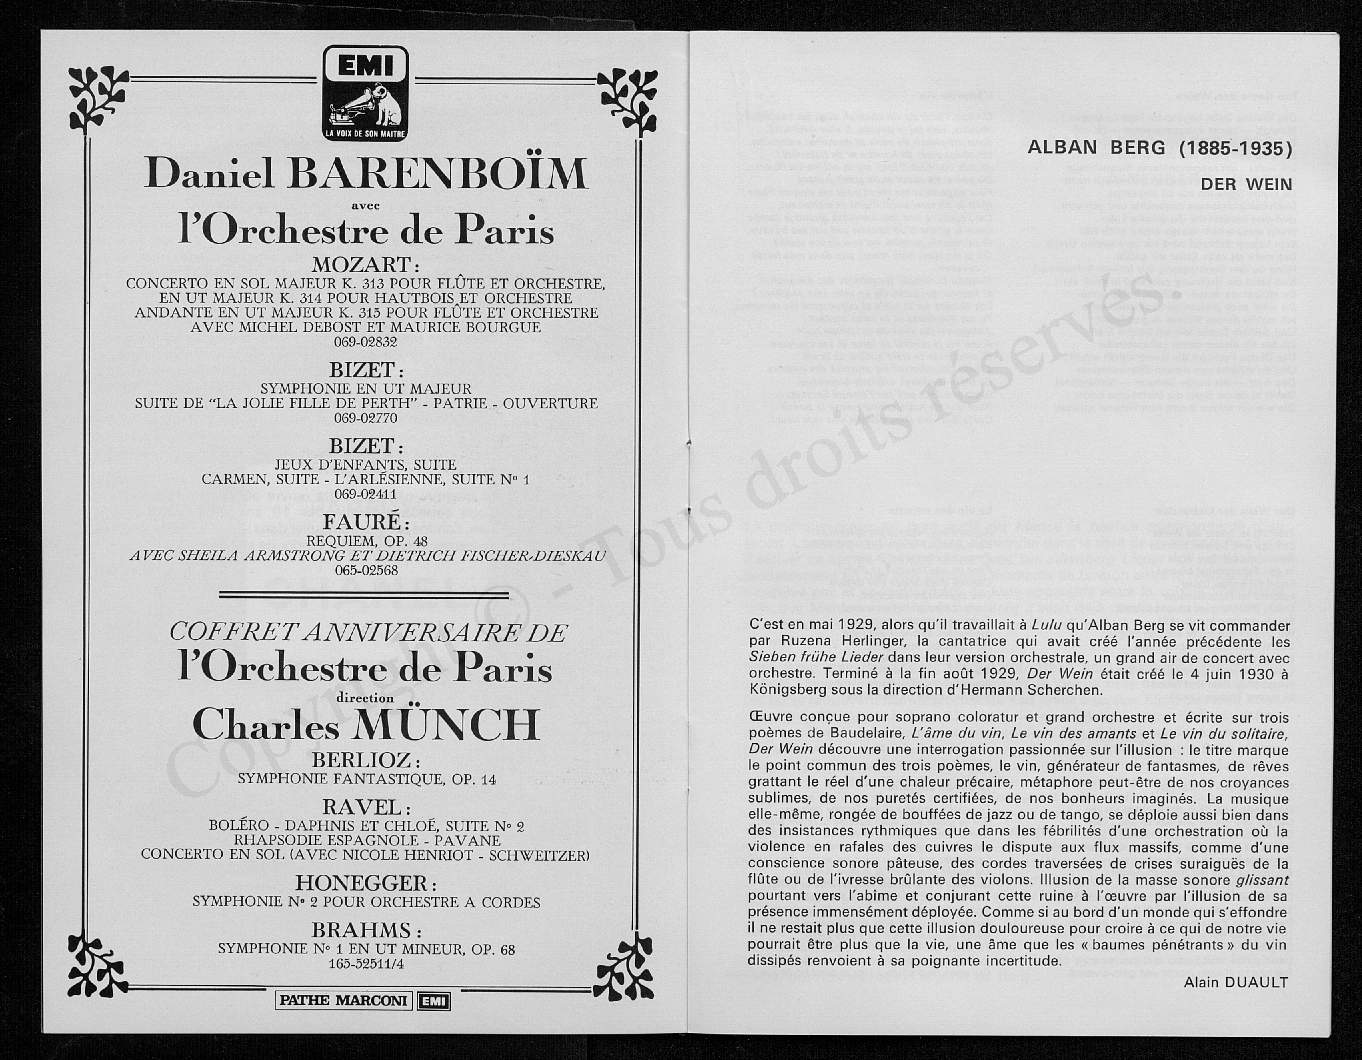 EMI
LA VOIX DE SON MAITRE
Daniel BARENBOÏM
avec
l'Orchestre de Paris
MOZART :
CONCERTO EN SOL MAJEUR K. 313 POUR FLÛTE ET ORCHESTRE,
EN UT MAJEUR K. 314 POUR HAUTBOIS ET ORCHESTRE
ANDANTE EN UT MAJEUR K. 315 POUR FLÛTE ET ORCHESTRE
AVEC MICHEL DEBOST ET MAURICE BOURGUE
069-02832
BIZET :
SYMPHONIE EN UT MAJEUR
SUITE DE "LA JOLIE FILLE DE PERTH" - PATRIE - OUVERTURE
069-02770
BIZET :
JEUX D'ENFANTS, SUITE
CARMEN, SUITE - L'ARLÉSIENNE, SUITE Nº 1
069-02411
FAURÉ :
REQUIEM, OP. 48
AVEC SHEILA ARMSTRONG ET DIETRICH FISCHER-DIESKAU
065-02568
COFFRET ANNIVERSAIRE DE
l'Orchestre de Paris
direction
Charles MÜNCH
BERLIOZ :
SYMPHONIE FANTASTIQUE, OP. 14
RAVEL :
BOLÉRO - DAPHNIS ET CHLOÉ, SUITE Nº 2
RHAPSODIE ESPAGNOLE - PAVANE
CONCERTO EN SOL (AVEC NICOLE HENRIOT - SCHWEITZER)
HONEGGER :
SYMPHONIE Nº 2 POUR ORCHESTRE A CORDES
BRAHMS :
SYMPHONIE Nº 1 EN UT MINEUR, OP. 68
165-52511/4
PATHE MARCONI EMI
ALBAN BERG (1885-1935)
DER WEIN
C'est en mai 1929, alors qu'il travaillait à Lulu qu'Alban Berg se vit commander
par Ruzena Herlinger, la cantatrice qui avait créé l'année précédente les
Sieben frühe Lieder dans leur version orchestrale, un grand air de concert avec
orchestre. Terminé à la fin août 1929, Der Wein était créé le 4 juin 1930 à
Königsberg sous la direction d'Hermann Scherchen.
Œuvre conçue pour soprano coloratur et grand orchestre et écrite sur trois
poèmes de Baudelaire, L'âme du vin, Le vin des amants et Le vin du solitaire,
Der Wein découvre une interrogation passionnée sur l'illusion : le titre marque
le point commun des trois poèmes, le vin, générateur de fantasmes, de rêves
grattant le réel d'une chaleur précaire, métaphore peut-être de nos croyances
sublimes, de nos puretés certifiées, de nos bonheurs imaginés. La musique
elle-même, rongée de bouffées de jazz ou de tango, se déploie aussi bien dans
des insistances rythmiques que dans les fébrilités d'une orchestration où la
violence en rafales des cuivres le dispute aux flux massifs, comme d'une
conscience sonore pâteuse, des cordes traversées de crises suraiguës de la
flûte ou de l'ivresse brûlante des violons. Illusion de la masse sonore glissant
pourtant vers l'abîme et conjurant cette ruine à l'œuvre par l'illusion de sa
présence immensément déployée. Comme si au bord d'un monde qui s'effondre
il ne restait plus que cette illusion douloureuse pour croire à ce qui de notre vie
pourrait être plus que la vie, une âme que les « baumes pénétrants » du vin
dissipés renvoient à sa poignante incertitude.
Alain DUAULT
Copyright © - Tous droits réservés.